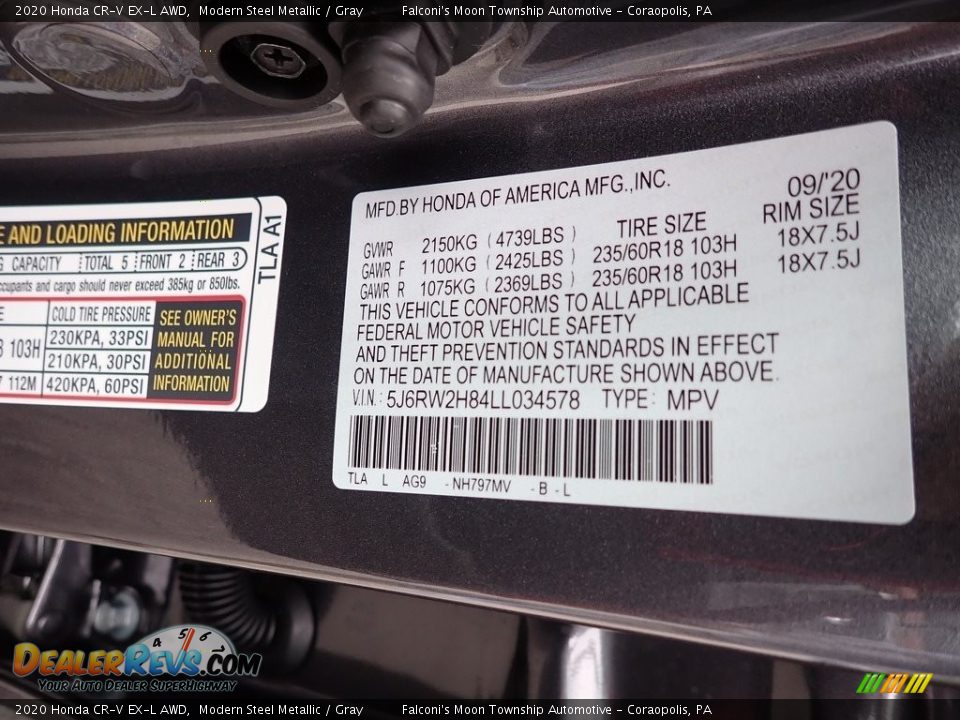 2020 Honda CR-V EX-L AWD, Modern Steel Metallic / Gray Falconi's Moon Township Automotive - Coraopolis, PA
E AND LOADING INFORMATION
CAPACITY TOTAL 5 FRONT 2 REAR 3
ccupants and cargo should never exceed 385kg or 850lbs.
E COLD TIRE PRESSURE
103H 230KPA, 33PSI
210KPA, 30PSI
112M 420KPA, 60PSI
SEE OWNER'S
MANUAL FOR
ADDITIONAL
INFORMATION
TLA A1
MFD.BY HONDA OF AMERICA MFG.,INC. 09/'20
TIRE SIZE RIM SIZE
GVWR 2150KG ( 4739LBS )
GAWR F 1100KG ( 2425LBS ) 235/60R18 103H 18X7.5J
GAWR R 1075KG ( 2369LBS ) 235/60R18 103H 18X7.5J
THIS VEHICLE CONFORMS TO ALL APPLICABLE
FEDERAL MOTOR VEHICLE SAFETY
AND THEFT PREVENTION STANDARDS IN EFFECT
ON THE DATE OF MANUFACTURE SHOWN ABOVE.
V.I.N.: 5J6RW2H84LL034578 TYPE: MPV
TLA L AG9 -NH797MV -B-L
4 5 6
DealerRevs.com
Your Auto Dealer SuperHighway
2020 Honda CR-V EX-L AWD, Modern Steel Metallic / Gray Falconi's Moon Township Automotive - Coraopolis, PA